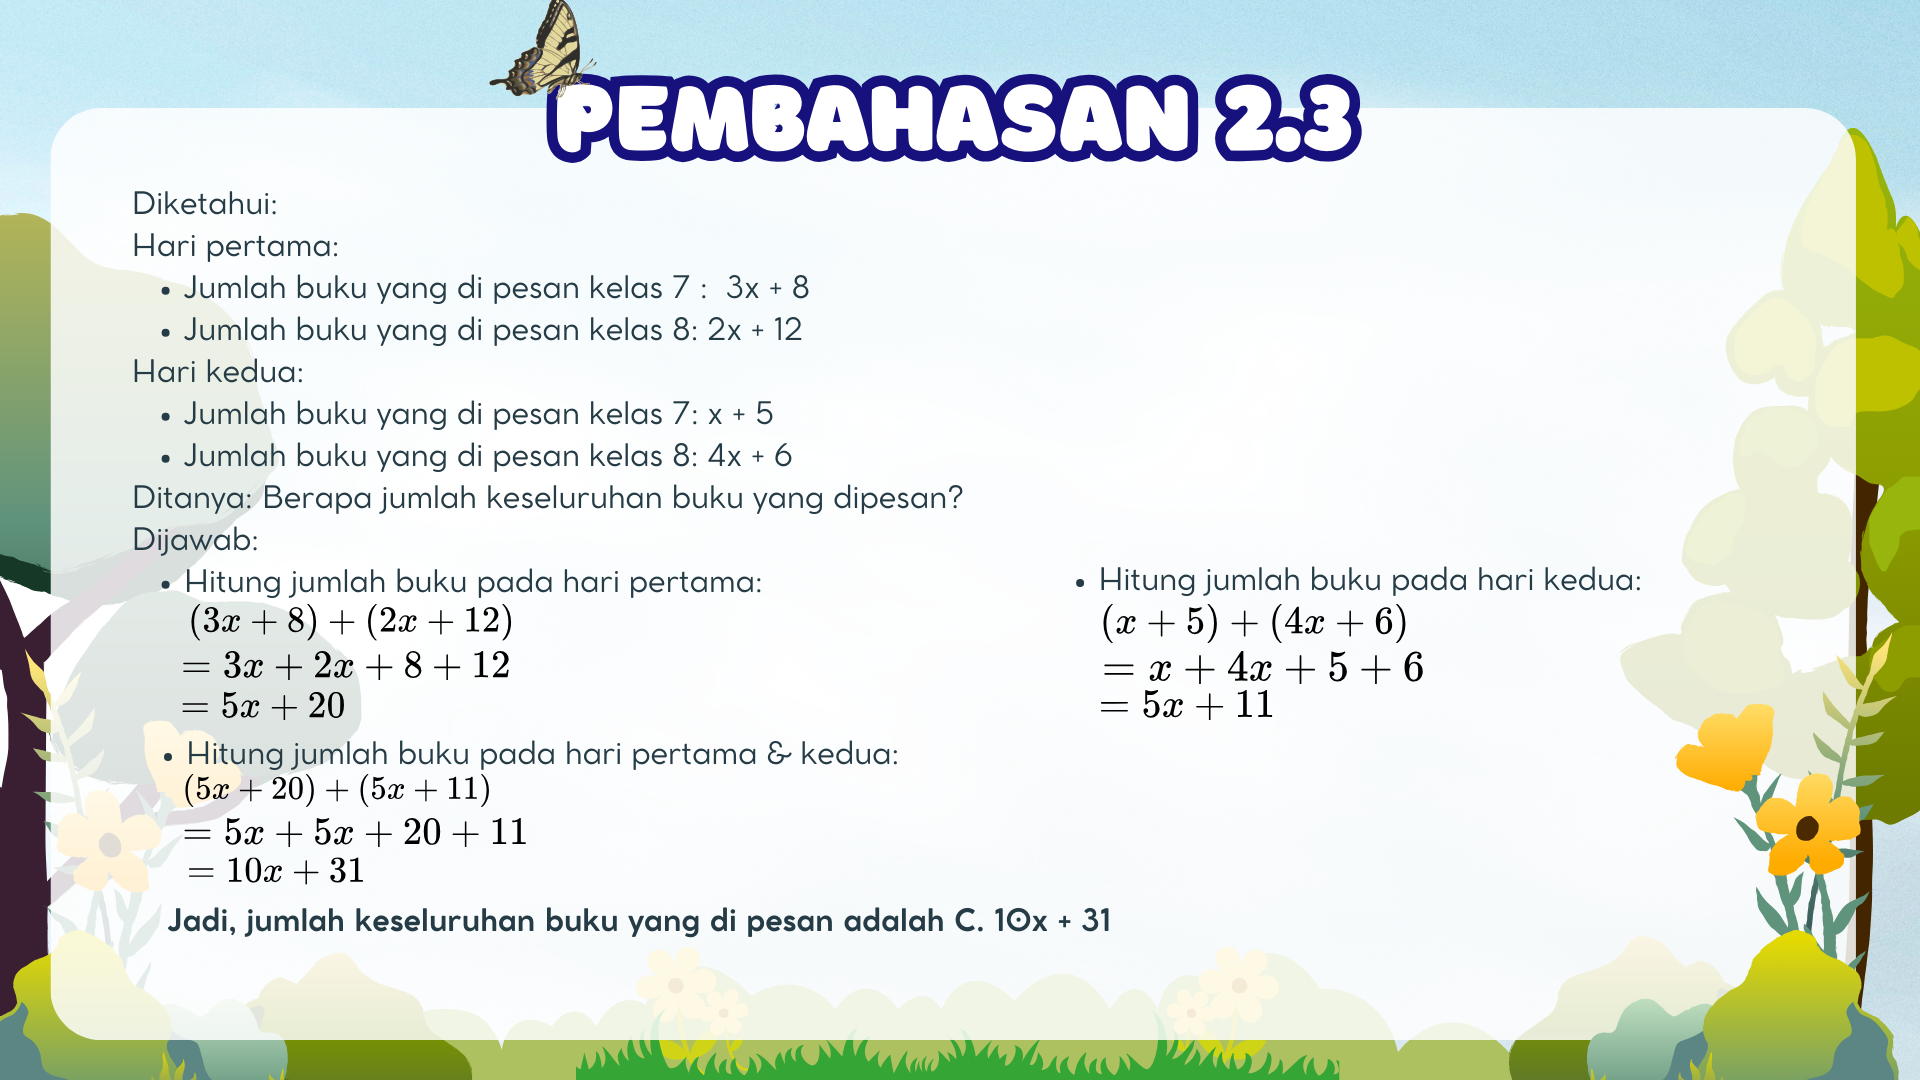 PEMBAHASAN 2.3
Diketahui:
Hari pertama:
• Jumlah buku yang di pesan kelas 7 : 3x + 8
• Jumlah buku yang di pesan kelas 8: 2x + 12
Hari kedua:
• Jumlah buku yang di pesan kelas 7: x + 5
• Jumlah buku yang di pesan kelas 8: 4x + 6
Ditanya: Berapa jumlah keseluruhan buku yang dipesan?
Dijawab:
• Hitung jumlah buku pada hari pertama:
(3x + 8) + (2x + 12)
= 3x + 2x + 8 + 12
= 5x + 20
• Hitung jumlah buku pada hari kedua:
(x + 5) + (4x + 6)
= x + 4x + 5 + 6
= 5x + 11
• Hitung jumlah buku pada hari pertama & kedua:
(5x + 20) + (5x + 11)
= 5x + 5x + 20 + 11
= 10x + 31
Jadi, jumlah keseluruhan buku yang di pesan adalah C. 10x + 31